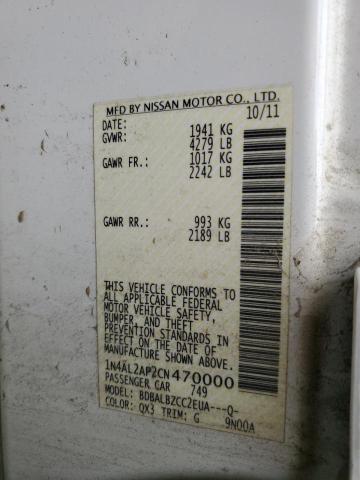 MFD BY NISSAN MOTOR CO., LTD.
DATE: 10/11
GVWR: 1941 KG
4279 LB
GAWR FR.: 1017 KG
2242 LB
GAWR RR.: 993 KG
2189 LB
THIS VEHICLE CONFORMS TO
ALL APPLICABLE FEDERAL
MOTOR VEHICLE SAFETY,
BUMPER, AND THEFT
PREVENTION STANDARDS IN
EFFECT ON THE DATE OF
MANUFACTURE SHOWN ABOVE.
1N4AL2AP2CN470000
PASSENGER CAR 749
MODEL: BDBALBZCC2EUA---Q-
COLOR: QX3 TRIM: G 9N00A